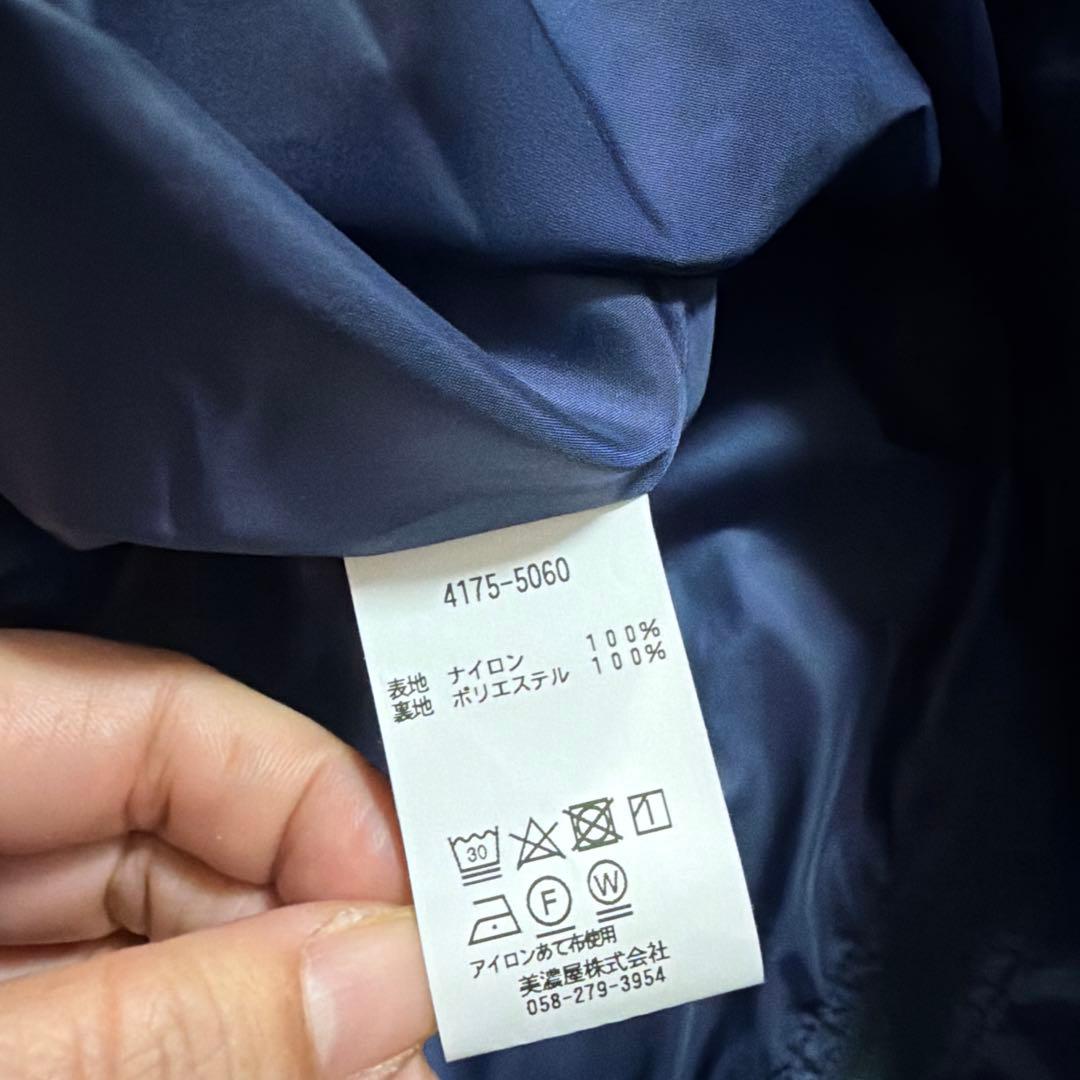 4175-5060
表地 ナイロン 100%
裏地 ポリエステル 100%
30
F W
アイロンあて布使用
美濃屋株式会社
058-279-3954